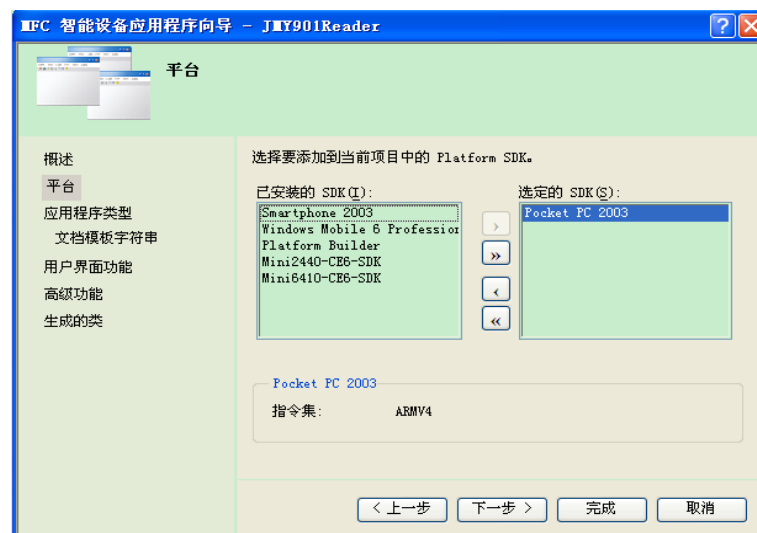 MFC 智能设备应用程序向导 - JMY901Reader
平台
概述
平台
应用程序类型
文档模板字符串
用户界面功能
高级功能
生成的类
选择要添加到当前项目中的 Platform SDK。
已安装的 SDK(I):
Smartphone 2003
Windows Mobile 6 Profession
Platform Builder
Mini2440-CE6-SDK
Mini6410-CE6-SDK
选定的 SDK(S):
Pocket PC 2003
Pocket PC 2003
指令集: ARMV4
< 上一步 下一步 > 完成 取消